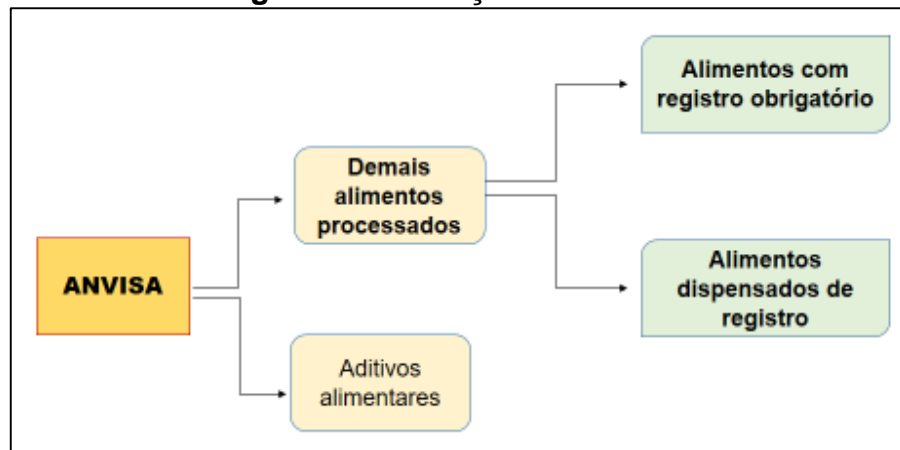 Alimentos com
registro obrigatório
Demais
alimentos
processados
ANVISA
Alimentos
dispensados de
registro
Aditivos
alimentares